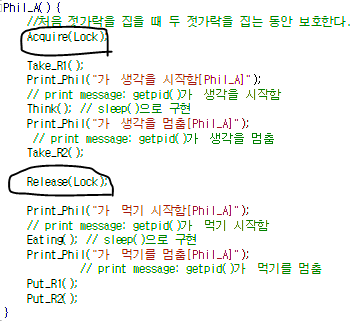 Phil_A() {
//처음 젓가락을 집을 때 두 젓가락을 집는 동안 보호한다.
Acquire(Lock);
Take_R1();
Print_Phil("가 생각을 시작함[Phil_A]");
// print message: getpid()가 생각을 시작함
Think(); // sleep()으로 구현
Print_Phil("가 생각을 멈춤[Phil_A]");
// print message: getpid()가 생각을 멈춤
Take_R2();
Release(Lock);
Print_Phil("가 먹기 시작함[Phil_A]");
// print message: getpid()가 먹기 시작함
Eating(); // sleep()으로 구현
Print_Phil("가 먹기를 멈춤[Phil_A]");
// print message: getpid()가 먹기를 멈춤
Put_R1();
Put_R2();
}